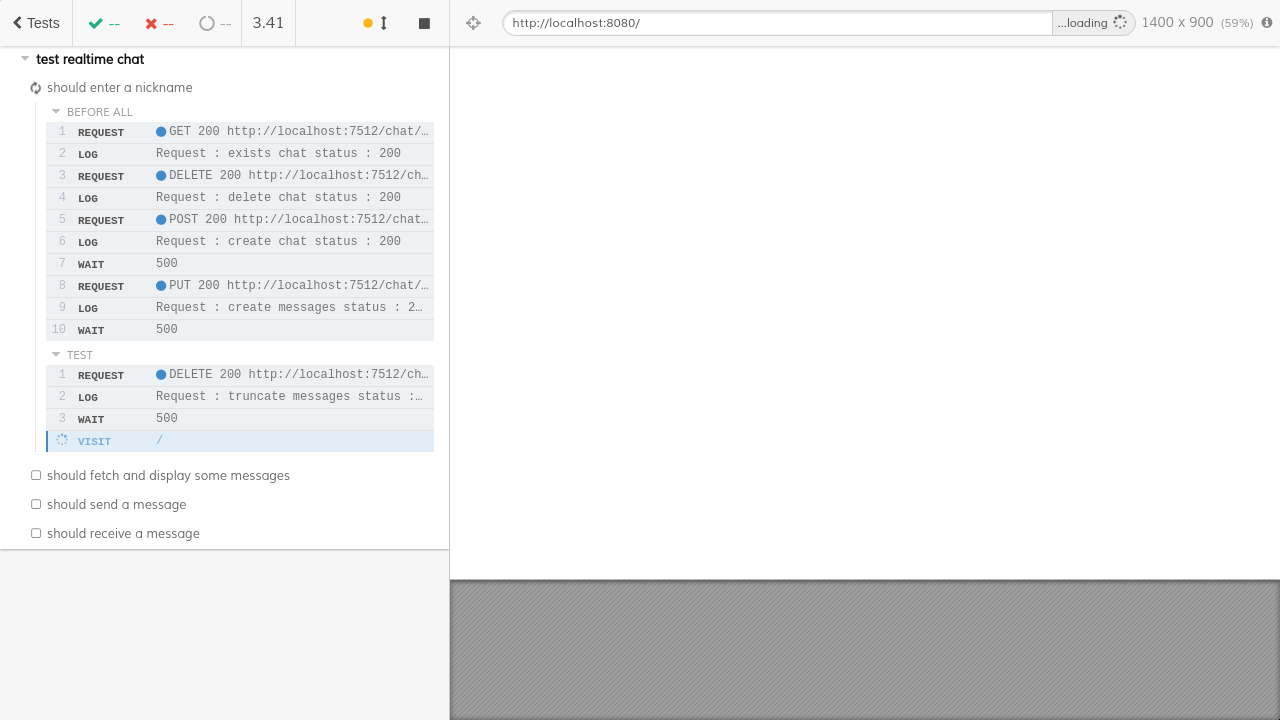 Tests -- -- -- 3.41
http://localhost:8080/ ...loading 1400 x 900 (59%)
test realtime chat
should enter a nickname
BEFORE ALL
1 REQUEST GET 200 http://localhost:7512/chat/…
2 LOG Request : exists chat status : 200
3 REQUEST DELETE 200 http://localhost:7512/ch…
4 LOG Request : delete chat status : 200
5 REQUEST POST 200 http://localhost:7512/chat…
6 LOG Request : create chat status : 200
7 WAIT 500
8 REQUEST PUT 200 http://localhost:7512/chat/…
9 LOG Request : create messages status : 2…
10 WAIT 500
TEST
1 REQUEST DELETE 200 http://localhost:7512/ch…
2 LOG Request : truncate messages status :…
3 WAIT 500
VISIT /
should fetch and display some messages
should send a message
should receive a message